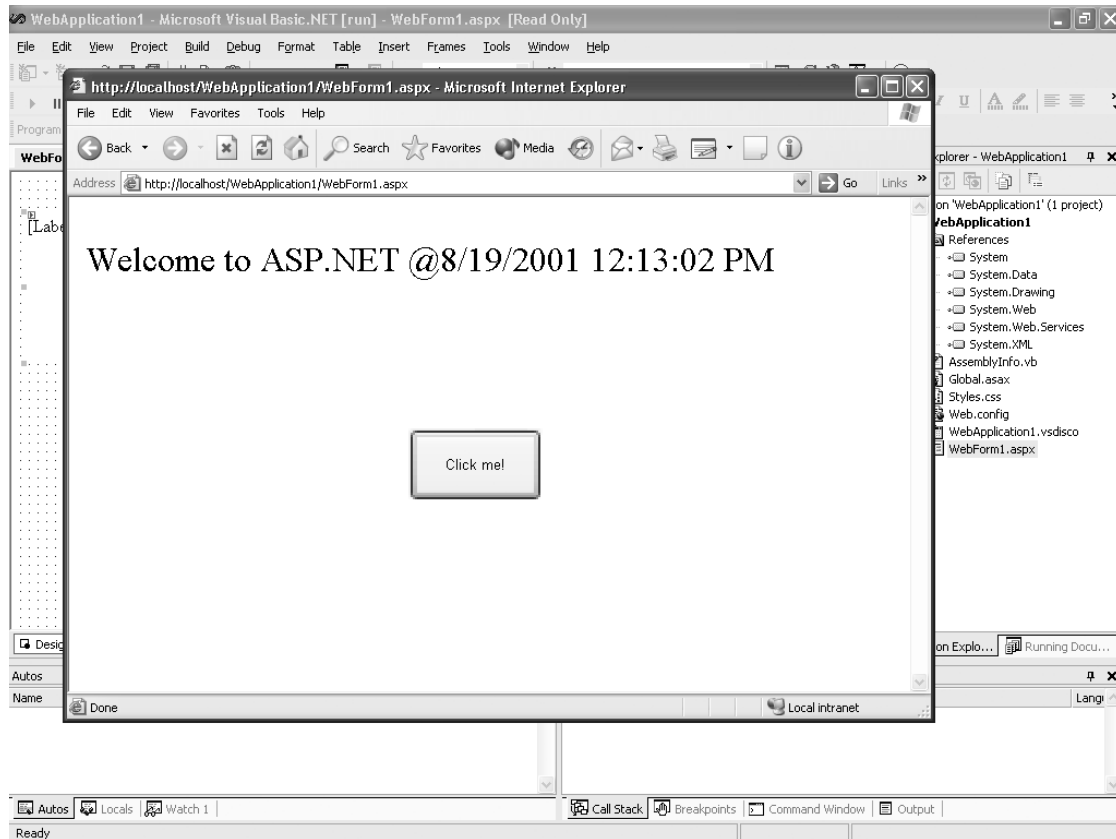 WebApplication1 - Microsoft Visual Basic.NET [run] - WebForm1.aspx [Read Only]
File Edit View Project Build Debug Format Table Insert Frames Tools Window Help
http://localhost/WebApplication1/WebForm1.aspx - Microsoft Internet Explorer
File Edit View Favorites Tools Help
Program
Back Search Favorites Media
WebFo
xplorer - WebApplication1
Address http://localhost/WebApplication1/WebForm1.aspx Go Links »
on 'WebApplication1' (1 project)
WebApplication1
[Labe
References
Welcome to ASP.NET @8/19/2001 12:13:02 PM
System
System.Data
System.Drawing
System.Web
System.Web.Services
System.XML
AssemblyInfo.vb
Global.asax
Styles.css
Web.config
WebApplication1.vsdisco
WebForm1.aspx
Click me!
Desig
on Explo... Running Docu...
Autos
Name
Langu
Done Local intranet
Autos Locals Watch 1
Call Stack Breakpoints Command Window Output
Ready